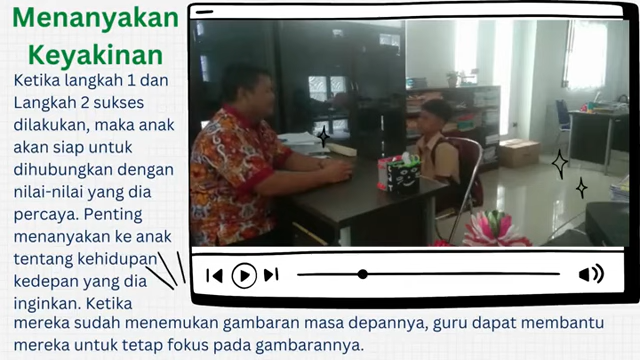 Menanyakan
Keyakinan
Ketika langkah 1 dan
Langkah 2 sukses
dilakukan, maka anak
akan siap untuk
dihubungkan dengan
nilai-nilai yang dia
percaya. Penting
menanyakan ke anak
tentang kehidupan
kedepan yang dia
inginkan. Ketika
mereka sudah menemukan gambaran masa depannya, guru dapat membantu
mereka untuk tetap fokus pada gambarannya.